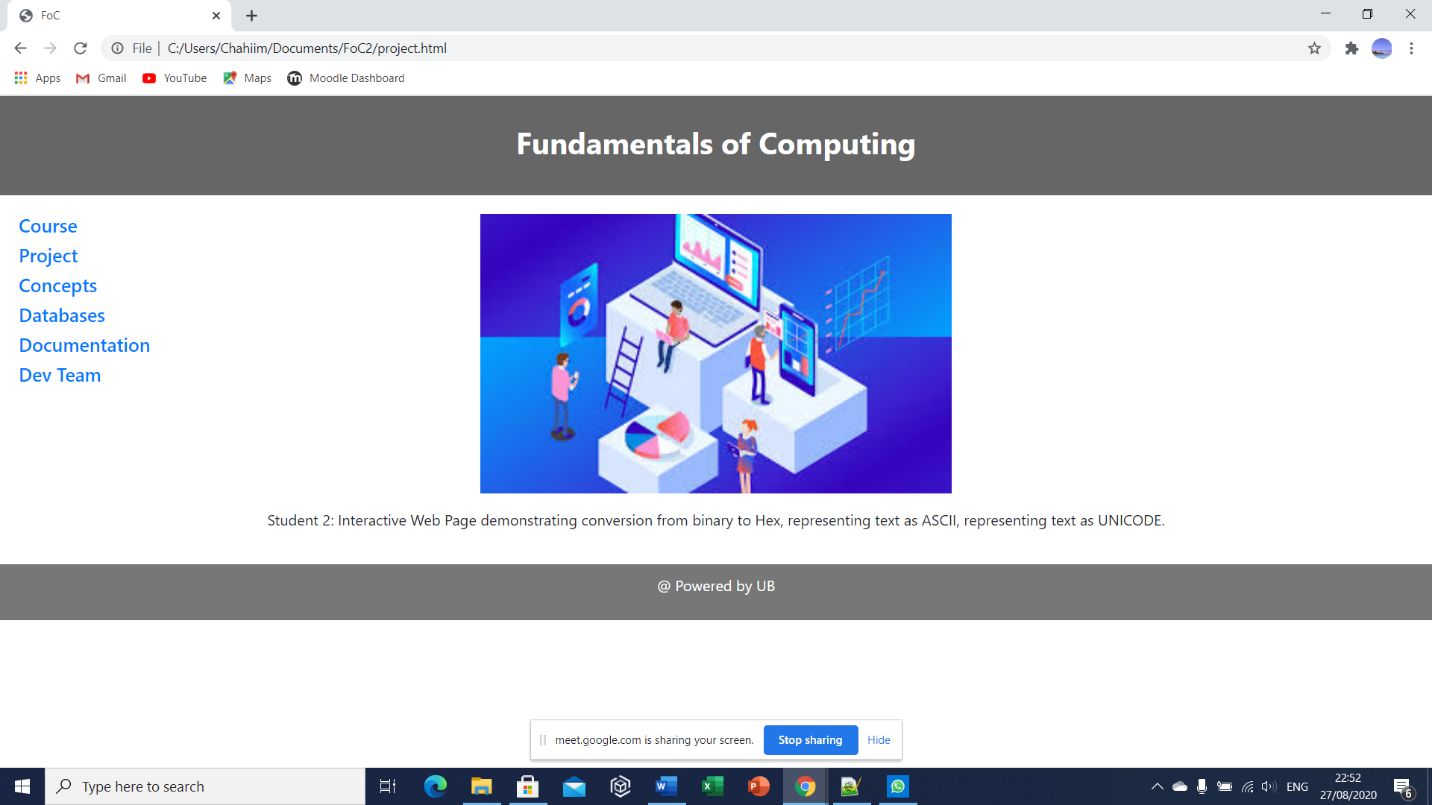 FoC
File | C:/Users/Chahiim/Documents/FoC2/project.html
Apps Gmail YouTube Maps Moodle Dashboard
Fundamentals of Computing
Course
Project
Concepts
Databases
Documentation
Dev Team
Student 2: Interactive Web Page demonstrating conversion from binary to Hex, representing text as ASCII, representing text as UNICODE.
@ Powered by UB
meet.google.com is sharing your screen. Stop sharing Hide
Type here to search
ENG
22:52
27/08/2020
6